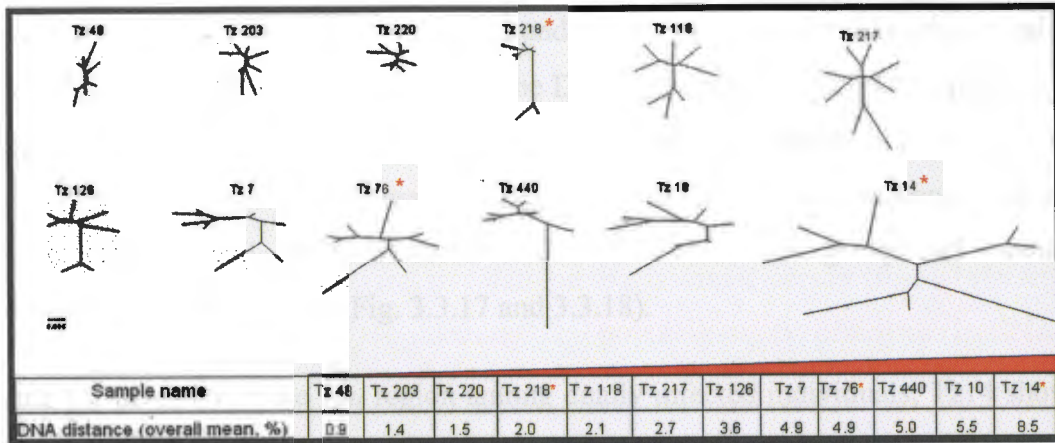 Tz 48 Tz 203 Tz 220 Tz 218* Tz 116 Tz 217
Tz 126 Tz 7 Tz 76* Tz 440 Tz 10 Tz 14*
Fig. 3.3.17 and 3.3.18).
Sample name Tz 48 Tz 203 Tz 220 Tz 218* Tz 118 Tz 217 Tz 126 Tz 7 Tz 76* Tz 440 Tz 10 Tz 14*
DNA distance (overall mean, %) 0.9 1.4 1.5 2.0 2.1 2.7 3.6 4.9 4.9 5.0 5.5 8.5